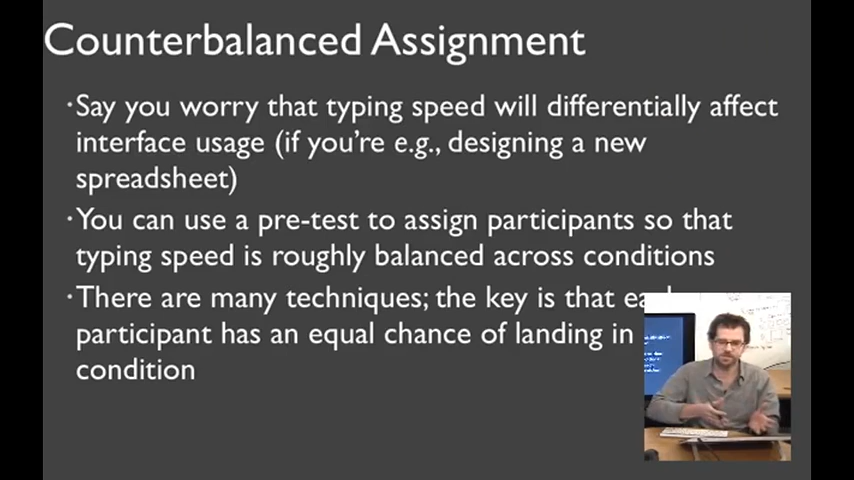 Counterbalanced Assignment
•Say you worry that typing speed will differentially affect
interface usage (if you're e.g., designing a new
spreadsheet)
•You can use a pre-test to assign participants so that
typing speed is roughly balanced across conditions
•There are many techniques; the key is that
participant has an equal chance of landing in
condition